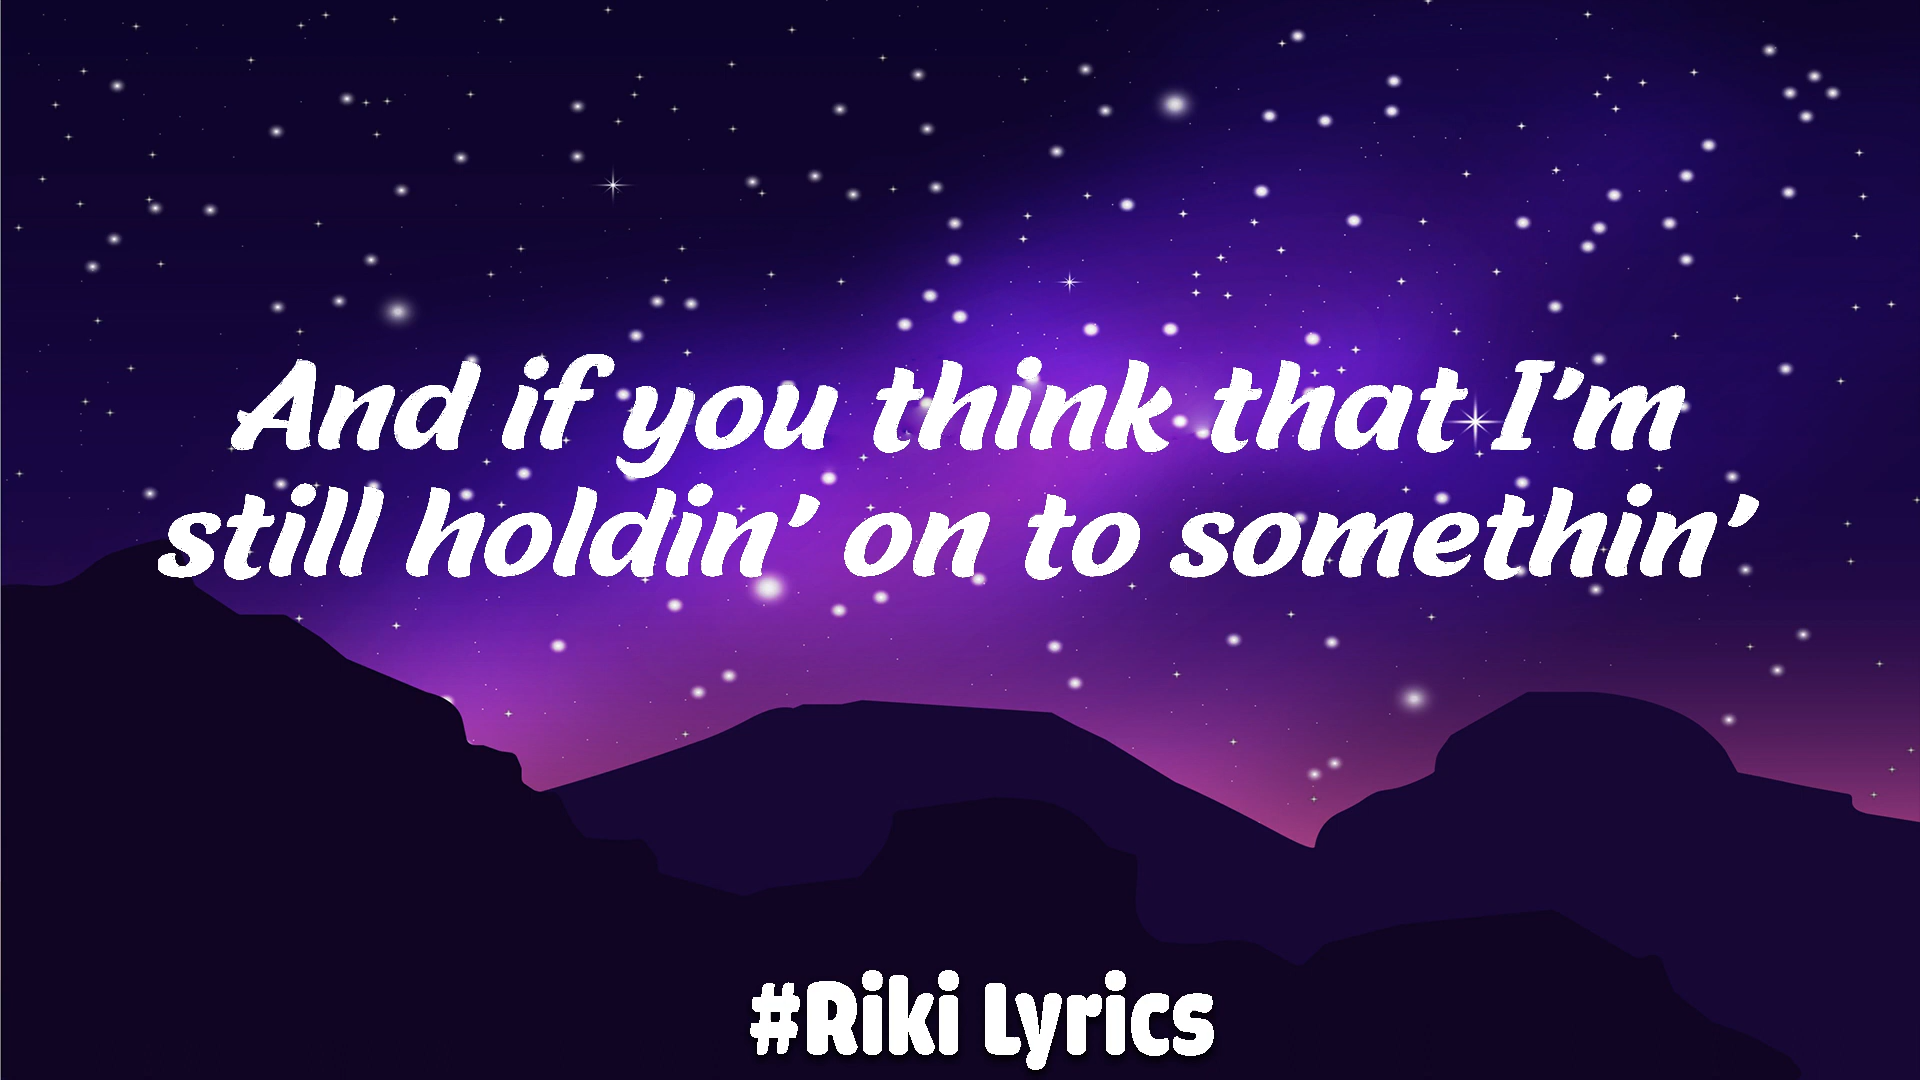 And if you think that I’m
still holdin’ on to somethin’
#Riki Lyrics